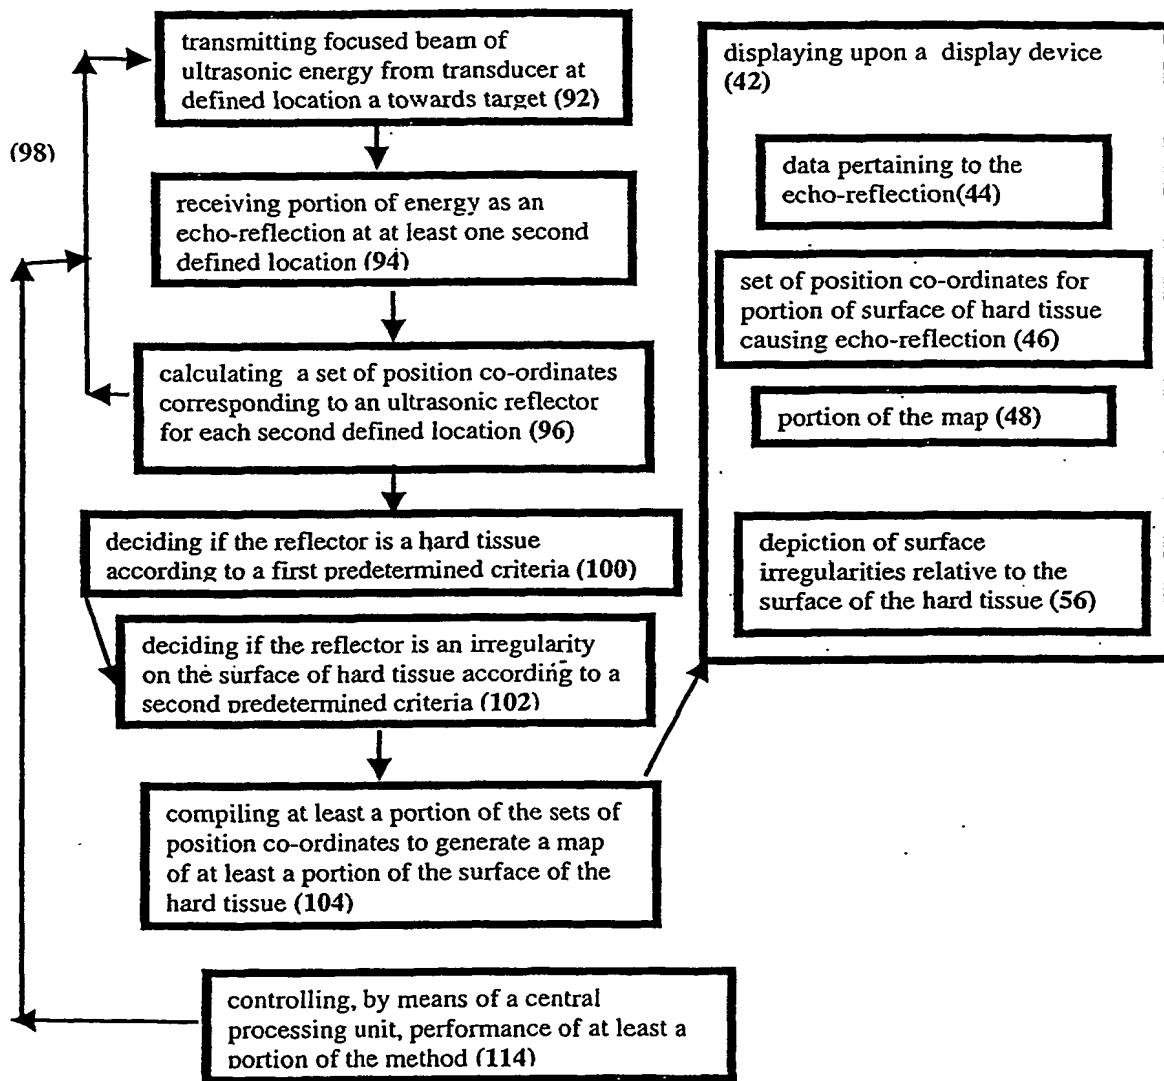 transmitting focused beam of
ultrasonic energy from transducer at
defined location a towards target (92)
(98)
receiving portion of energy as an
echo-reflection at at least one second
defined location (94)
calculating a set of position co-ordinates
corresponding to an ultrasonic reflector
for each second defined location (96)
deciding if the reflector is a hard tissue
according to a first predetermined criteria (100)
deciding if the reflector is an irregularity
on the surface of hard tissue according to a
second predetermined criteria (102)
compiling at least a portion of the sets of
position co-ordinates to generate a map
of at least a portion of the surface of the
hard tissue (104)
controlling, by means of a central
processing unit, performance of at least a
portion of the method (114)
displaying upon a display device
(42)
data pertaining to the
echo-reflection(44)
set of position co-ordinates for
portion of surface of hard tissue
causing echo-reflection (46)
portion of the map (48)
depiction of surface
irregularities relative to the
surface of the hard tissue (56)